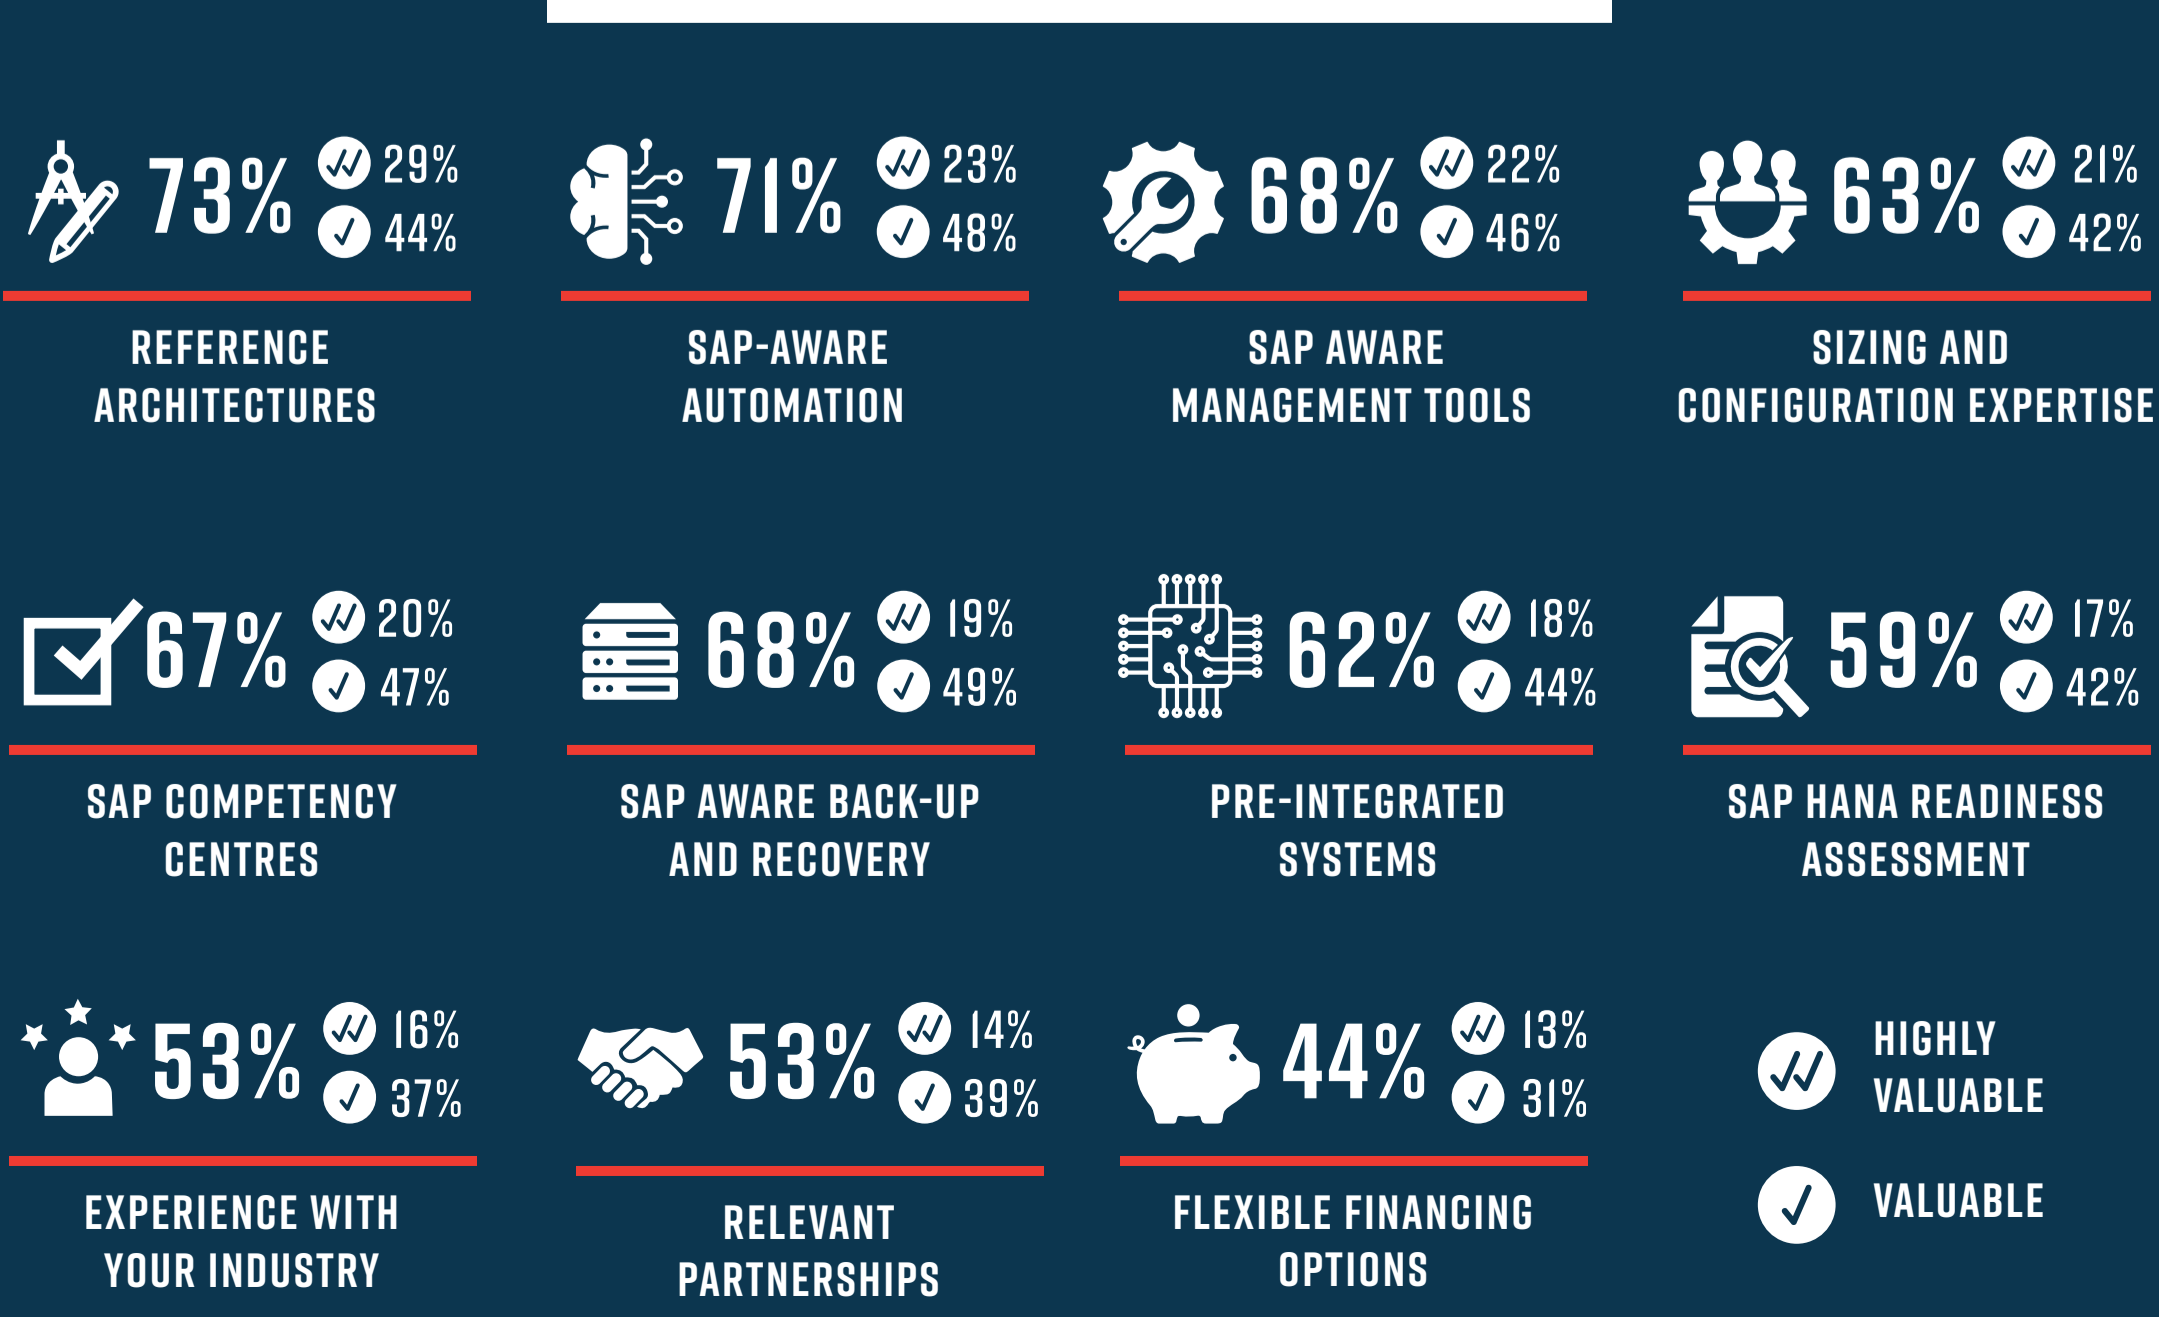 73%
29%
44%
REFERENCE
ARCHITECTURES
71%
23%
48%
SAP-AWARE
AUTOMATION
68%
22%
46%
SAP AWARE
MANAGEMENT TOOLS
63%
21%
42%
SIZING AND
CONFIGURATION EXPERTISE
67%
20%
47%
SAP COMPETENCY
CENTRES
68%
19%
49%
SAP AWARE BACK-UP
AND RECOVERY
62%
18%
44%
PRE-INTEGRATED
SYSTEMS
59%
17%
42%
SAP HANA READINESS
ASSESSMENT
53%
16%
37%
EXPERIENCE WITH
YOUR INDUSTRY
53%
14%
39%
RELEVANT
PARTNERSHIPS
44%
13%
31%
FLEXIBLE FINANCING
OPTIONS
HIGHLY
VALUABLE
VALUABLE